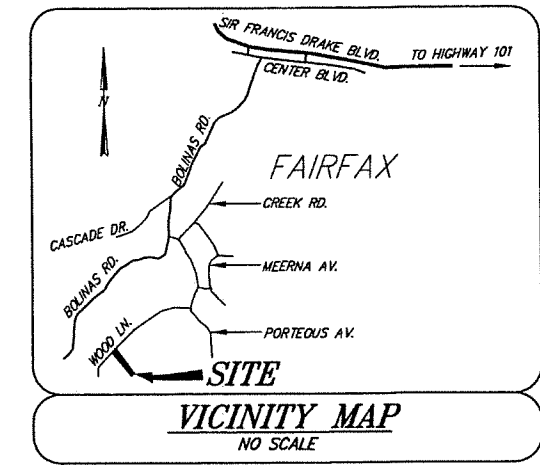 SIR FRANCIS DRAKE BLVD.
TO HIGHWAY 101
CENTER BLVD.
N
BOLINAS RD.
FAIRFAX
CREEK RD.
CASCADE DR.
MEERNA AV.
BOLINAS RD.
WOOD LN.
PORTEOUS AV.
SITE
VICINITY MAP
NO SCALE